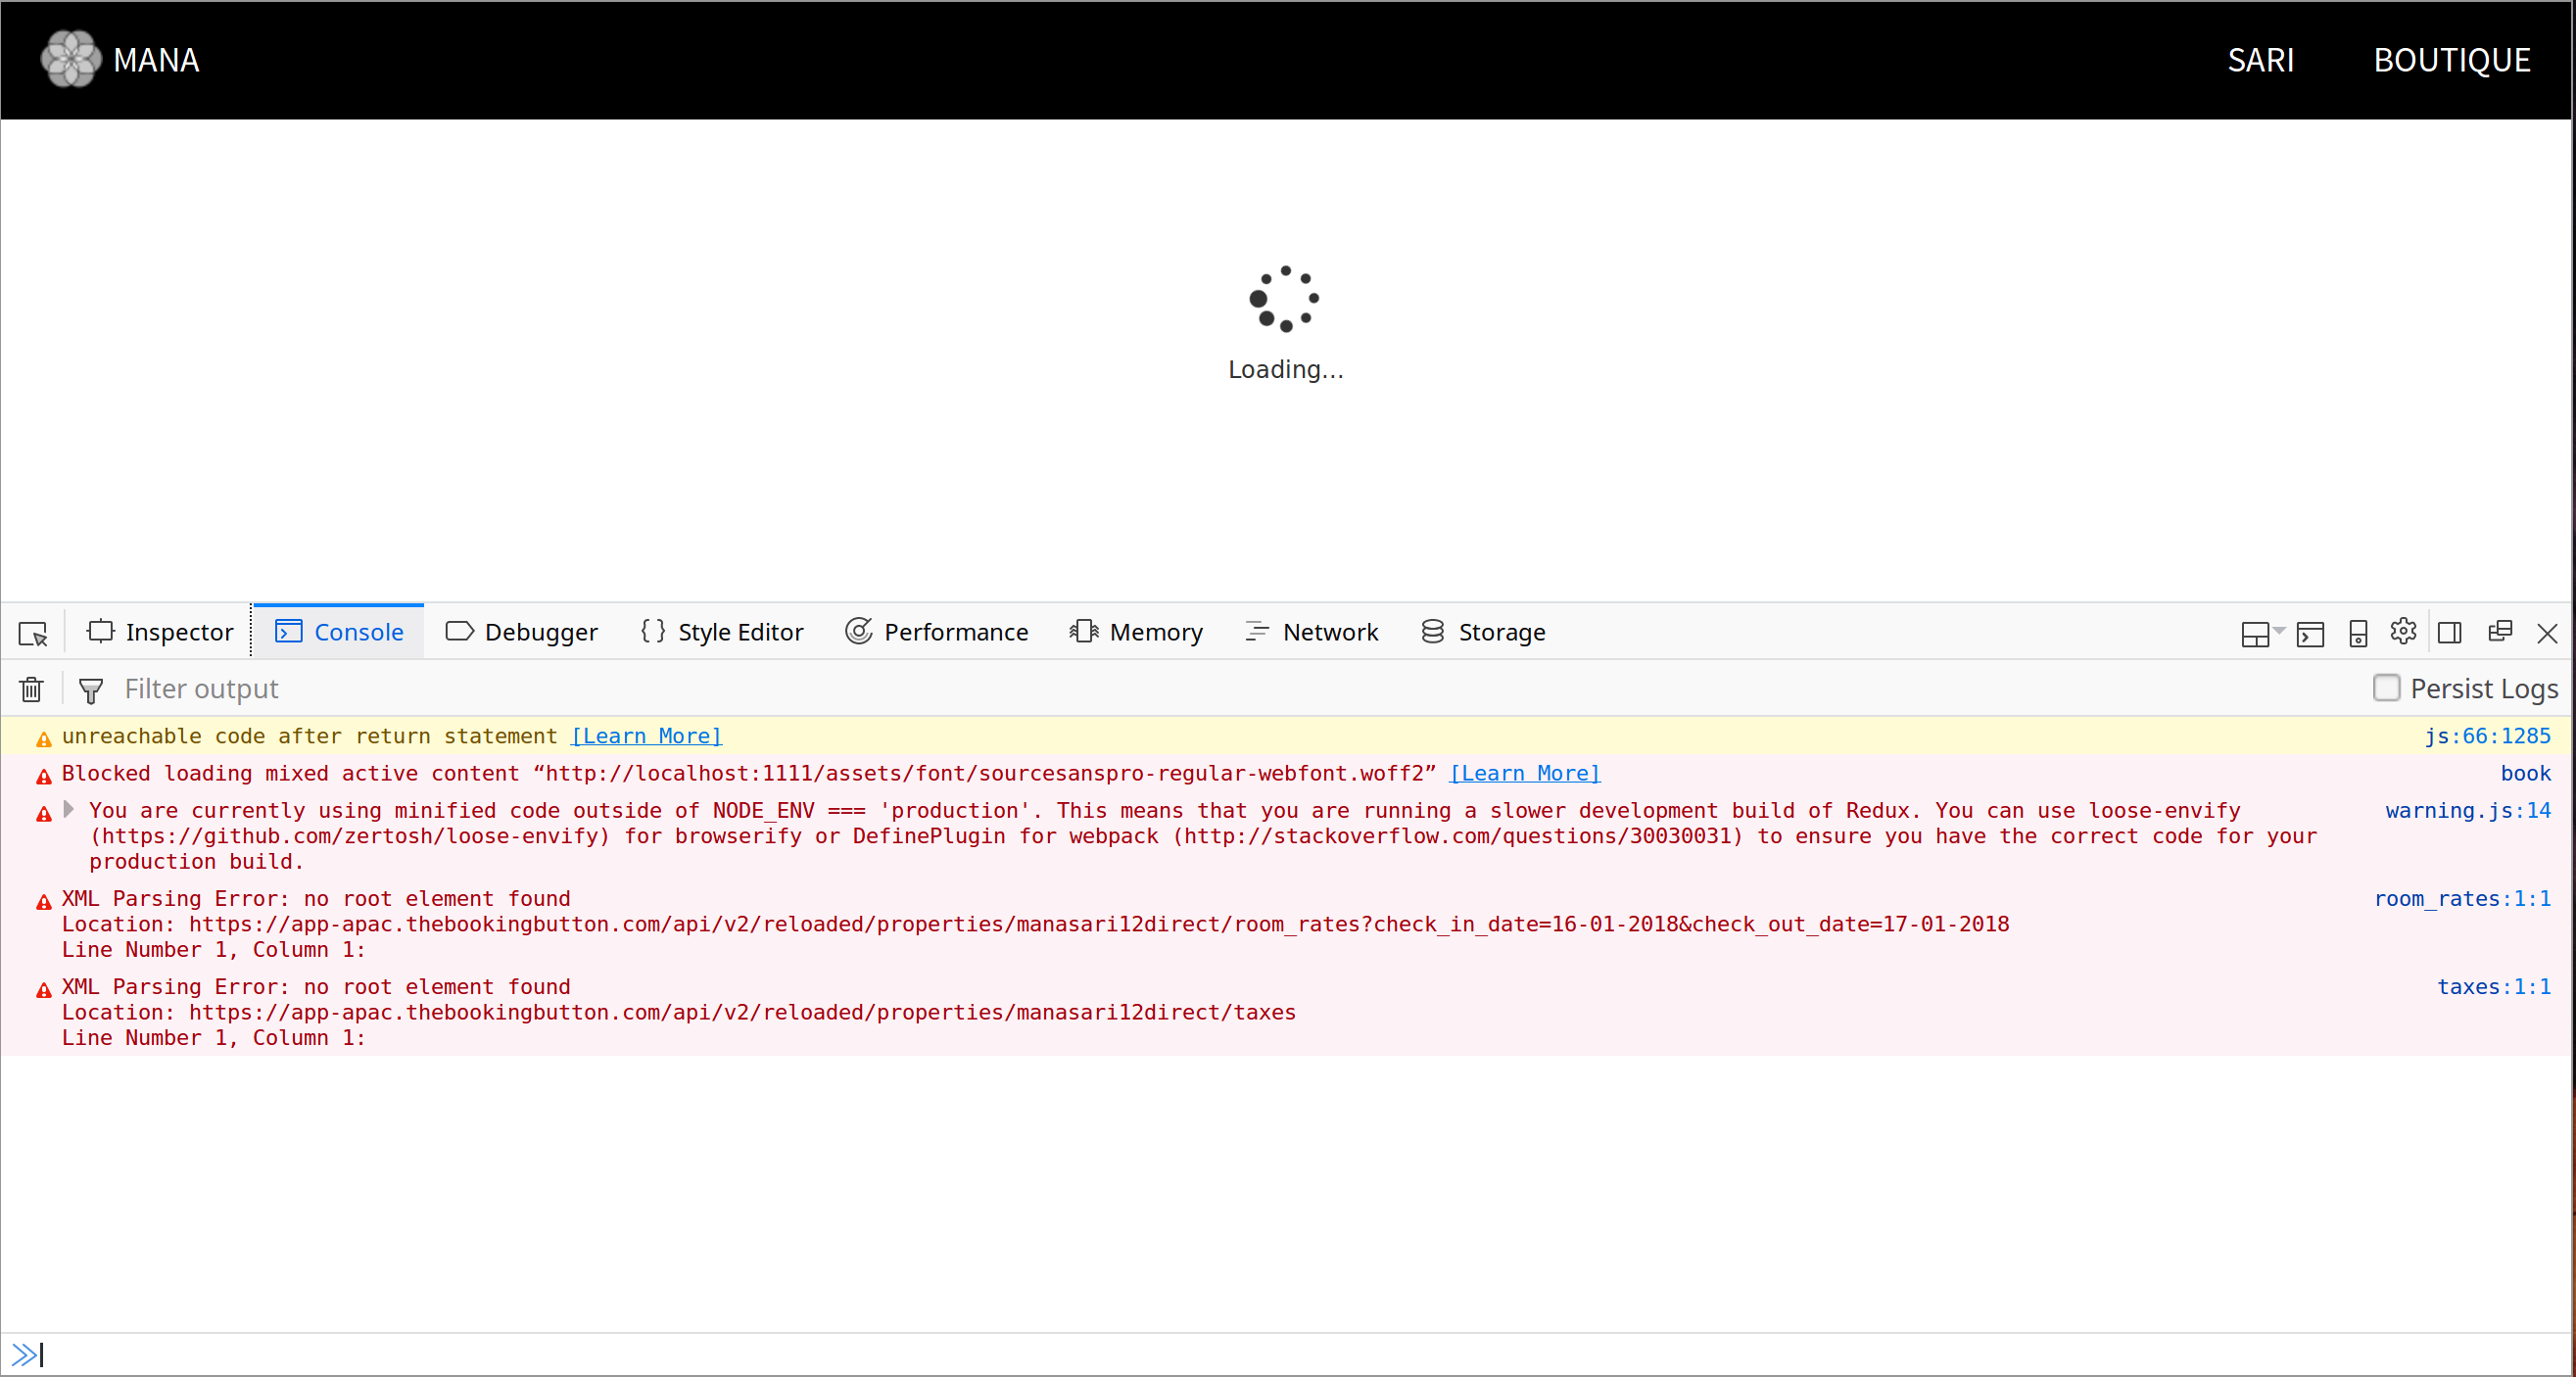 MANA
SARI BOUTIQUE
Loading...
Inspector Console Debugger Style Editor Performance Memory Network Storage
Filter output Persist Logs
unreachable code after return statement [Learn More] js:66:1285
Blocked loading mixed active content “http://localhost:1111/assets/font/sourcesanspro-regular-webfont.woff2” [Learn More] book
You are currently using minified code outside of NODE_ENV === 'production'. This means that you are running a slower development build of Redux. You can use loose-envify warning.js:14
(https://github.com/zertosh/loose-envify) for browserify or DefinePlugin for webpack (http://stackoverflow.com/questions/30030031) to ensure you have the correct code for your
production build.
XML Parsing Error: no root element found room_rates:1:1
Location: https://app-apac.thebookingbutton.com/api/v2/reloaded/properties/manasari12direct/room_rates?check_in_date=16-01-2018&check_out_date=17-01-2018
Line Number 1, Column 1:
XML Parsing Error: no root element found taxes:1:1
Location: https://app-apac.thebookingbutton.com/api/v2/reloaded/properties/manasari12direct/taxes
Line Number 1, Column 1: